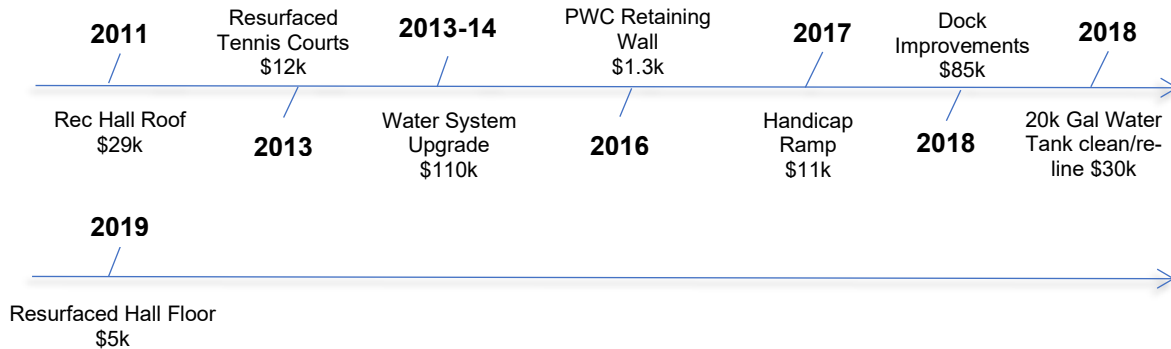 2011
Rec Hall Roof
$29k
Resurfaced
Tennis Courts
$12k
2013
2013-14
Water System
Upgrade
$110k
PWC Retaining
Wall
$1.3k
2016
2017
Handicap
Ramp
$11k
Dock
Improvements
$85k
2018
2018
20k Gal Water
Tank clean/re-
line $30k
2019
Resurfaced Hall Floor
$5k